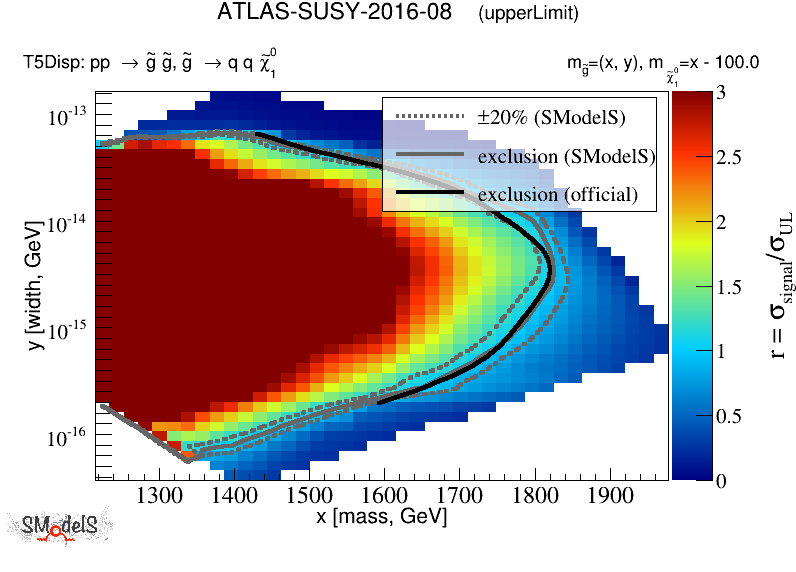 ATLAS-SUSY-2016-08 (upperLimit)
T5Disp: pp → g̃ g̃, g̃ → q q χ̃₁⁰
m_g̃=(x, y), m_χ̃₁⁰=x - 100.0
±20% (SModelS)
exclusion (SModelS)
exclusion (official)
10⁻¹³
10⁻¹⁴
10⁻¹⁵
10⁻¹⁶
y [width, GeV]
1300 1400 1500 1600 1700 1800 1900
x [mass, GeV]
3
2.5
2
1.5
1
0.5
0
r = σ_signal/σ_UL
SModelS